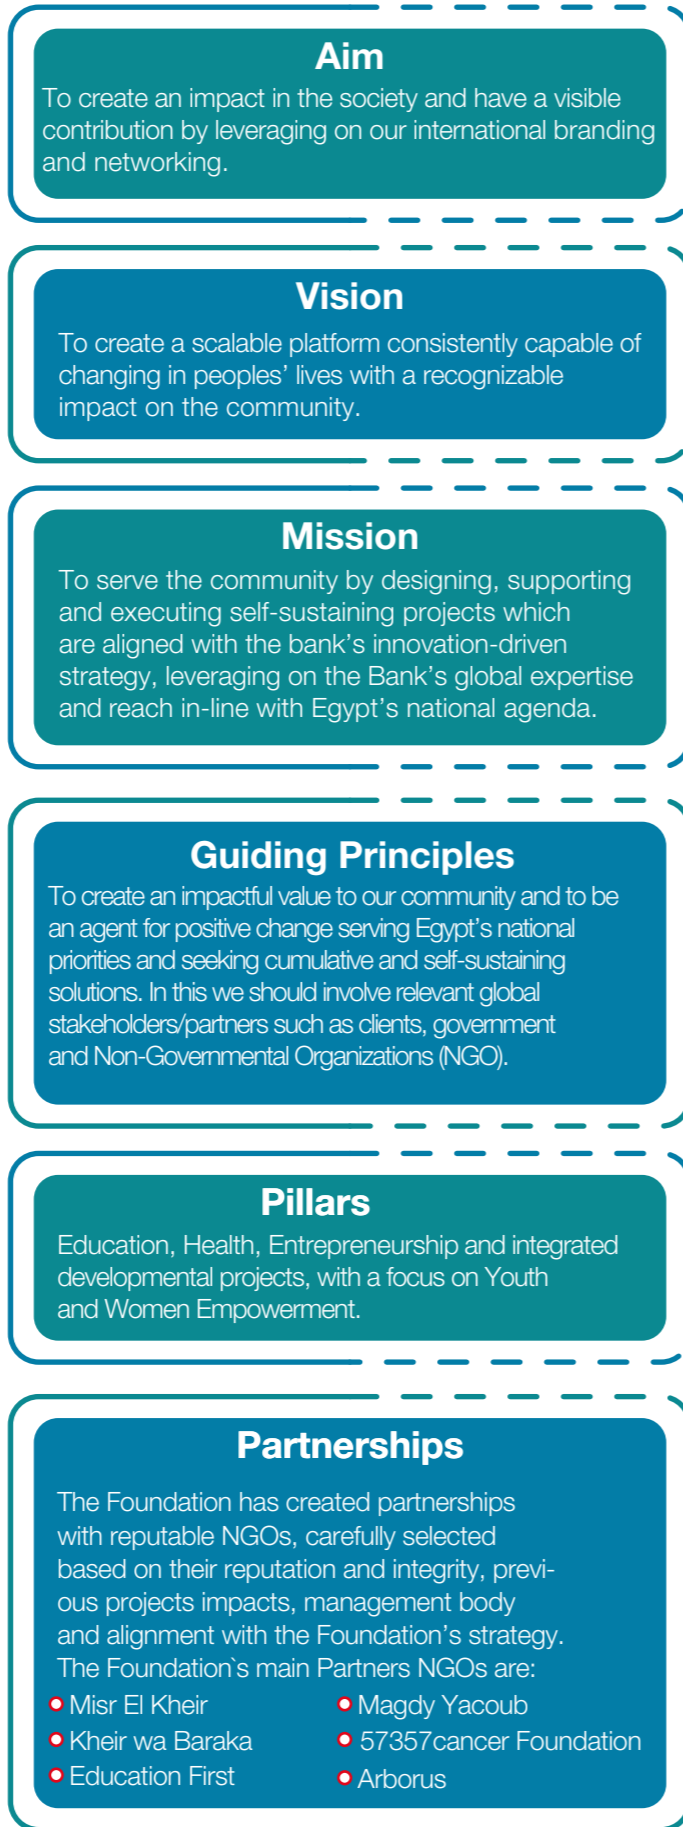 Aim
To create an impact in the society and have a visible
contribution by leveraging on our international branding
and networking.
Vision
To create a scalable platform consistently capable of
changing in peoples’ lives with a recognizable
impact on the community.
Mission
To serve the community by designing, supporting
and executing self-sustaining projects which
are aligned with the bank’s innovation-driven
strategy, leveraging on the Bank’s global expertise
and reach in-line with Egypt’s national agenda.
Guiding Principles
To create an impactful value to our community and to be
an agent for positive change serving Egypt’s national
priorities and seeking cumulative and self-sustaining
solutions. In this we should involve relevant global
stakeholders/partners such as clients, government
and Non-Governmental Organizations (NGO).
Pillars
Education, Health, Entrepreneurship and integrated
developmental projects, with a focus on Youth
and Women Empowerment.
Partnerships
The Foundation has created partnerships
with reputable NGOs, carefully selected
based on their reputation and integrity, previ-
ous projects impacts, management body
and alignment with the Foundation’s strategy.
The Foundation`s main Partners NGOs are:
Misr El Kheir
Kheir wa Baraka
Education First
Magdy Yacoub
57357cancer Foundation
Arborus